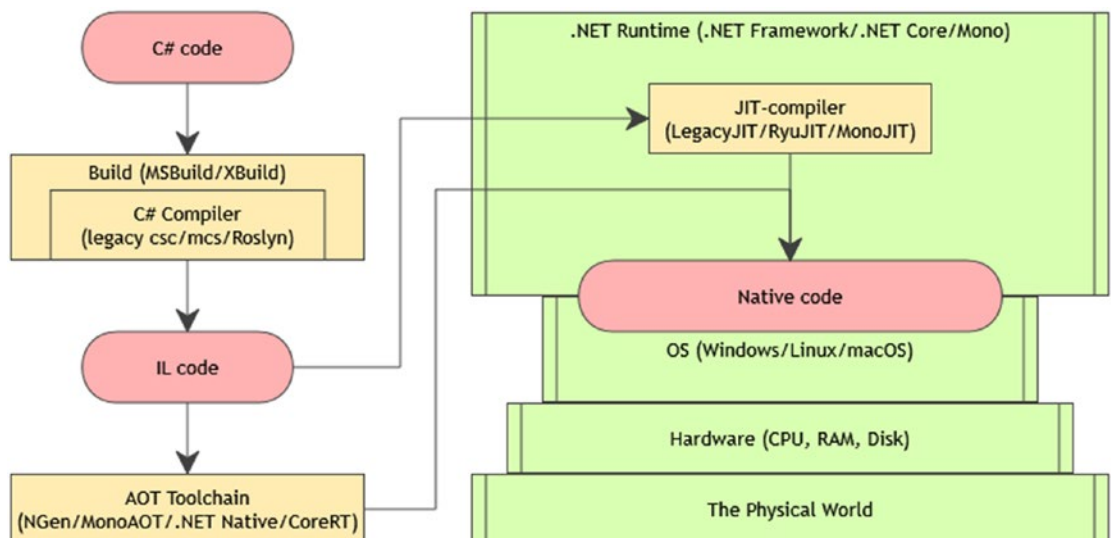 C# code
Build (MSBuild/XBuild)
C# Compiler
(legacy csc/mcs/Roslyn)
IL code
AOT Toolchain
(NGen/MonoAOT/.NET Native/CoreRT)
.NET Runtime (.NET Framework/.NET Core/Mono)
JIT-compiler
(LegacyJIT/RyuJIT/MonoJIT)
Native code
OS (Windows/Linux/macOS)
Hardware (CPU, RAM, Disk)
The Physical World